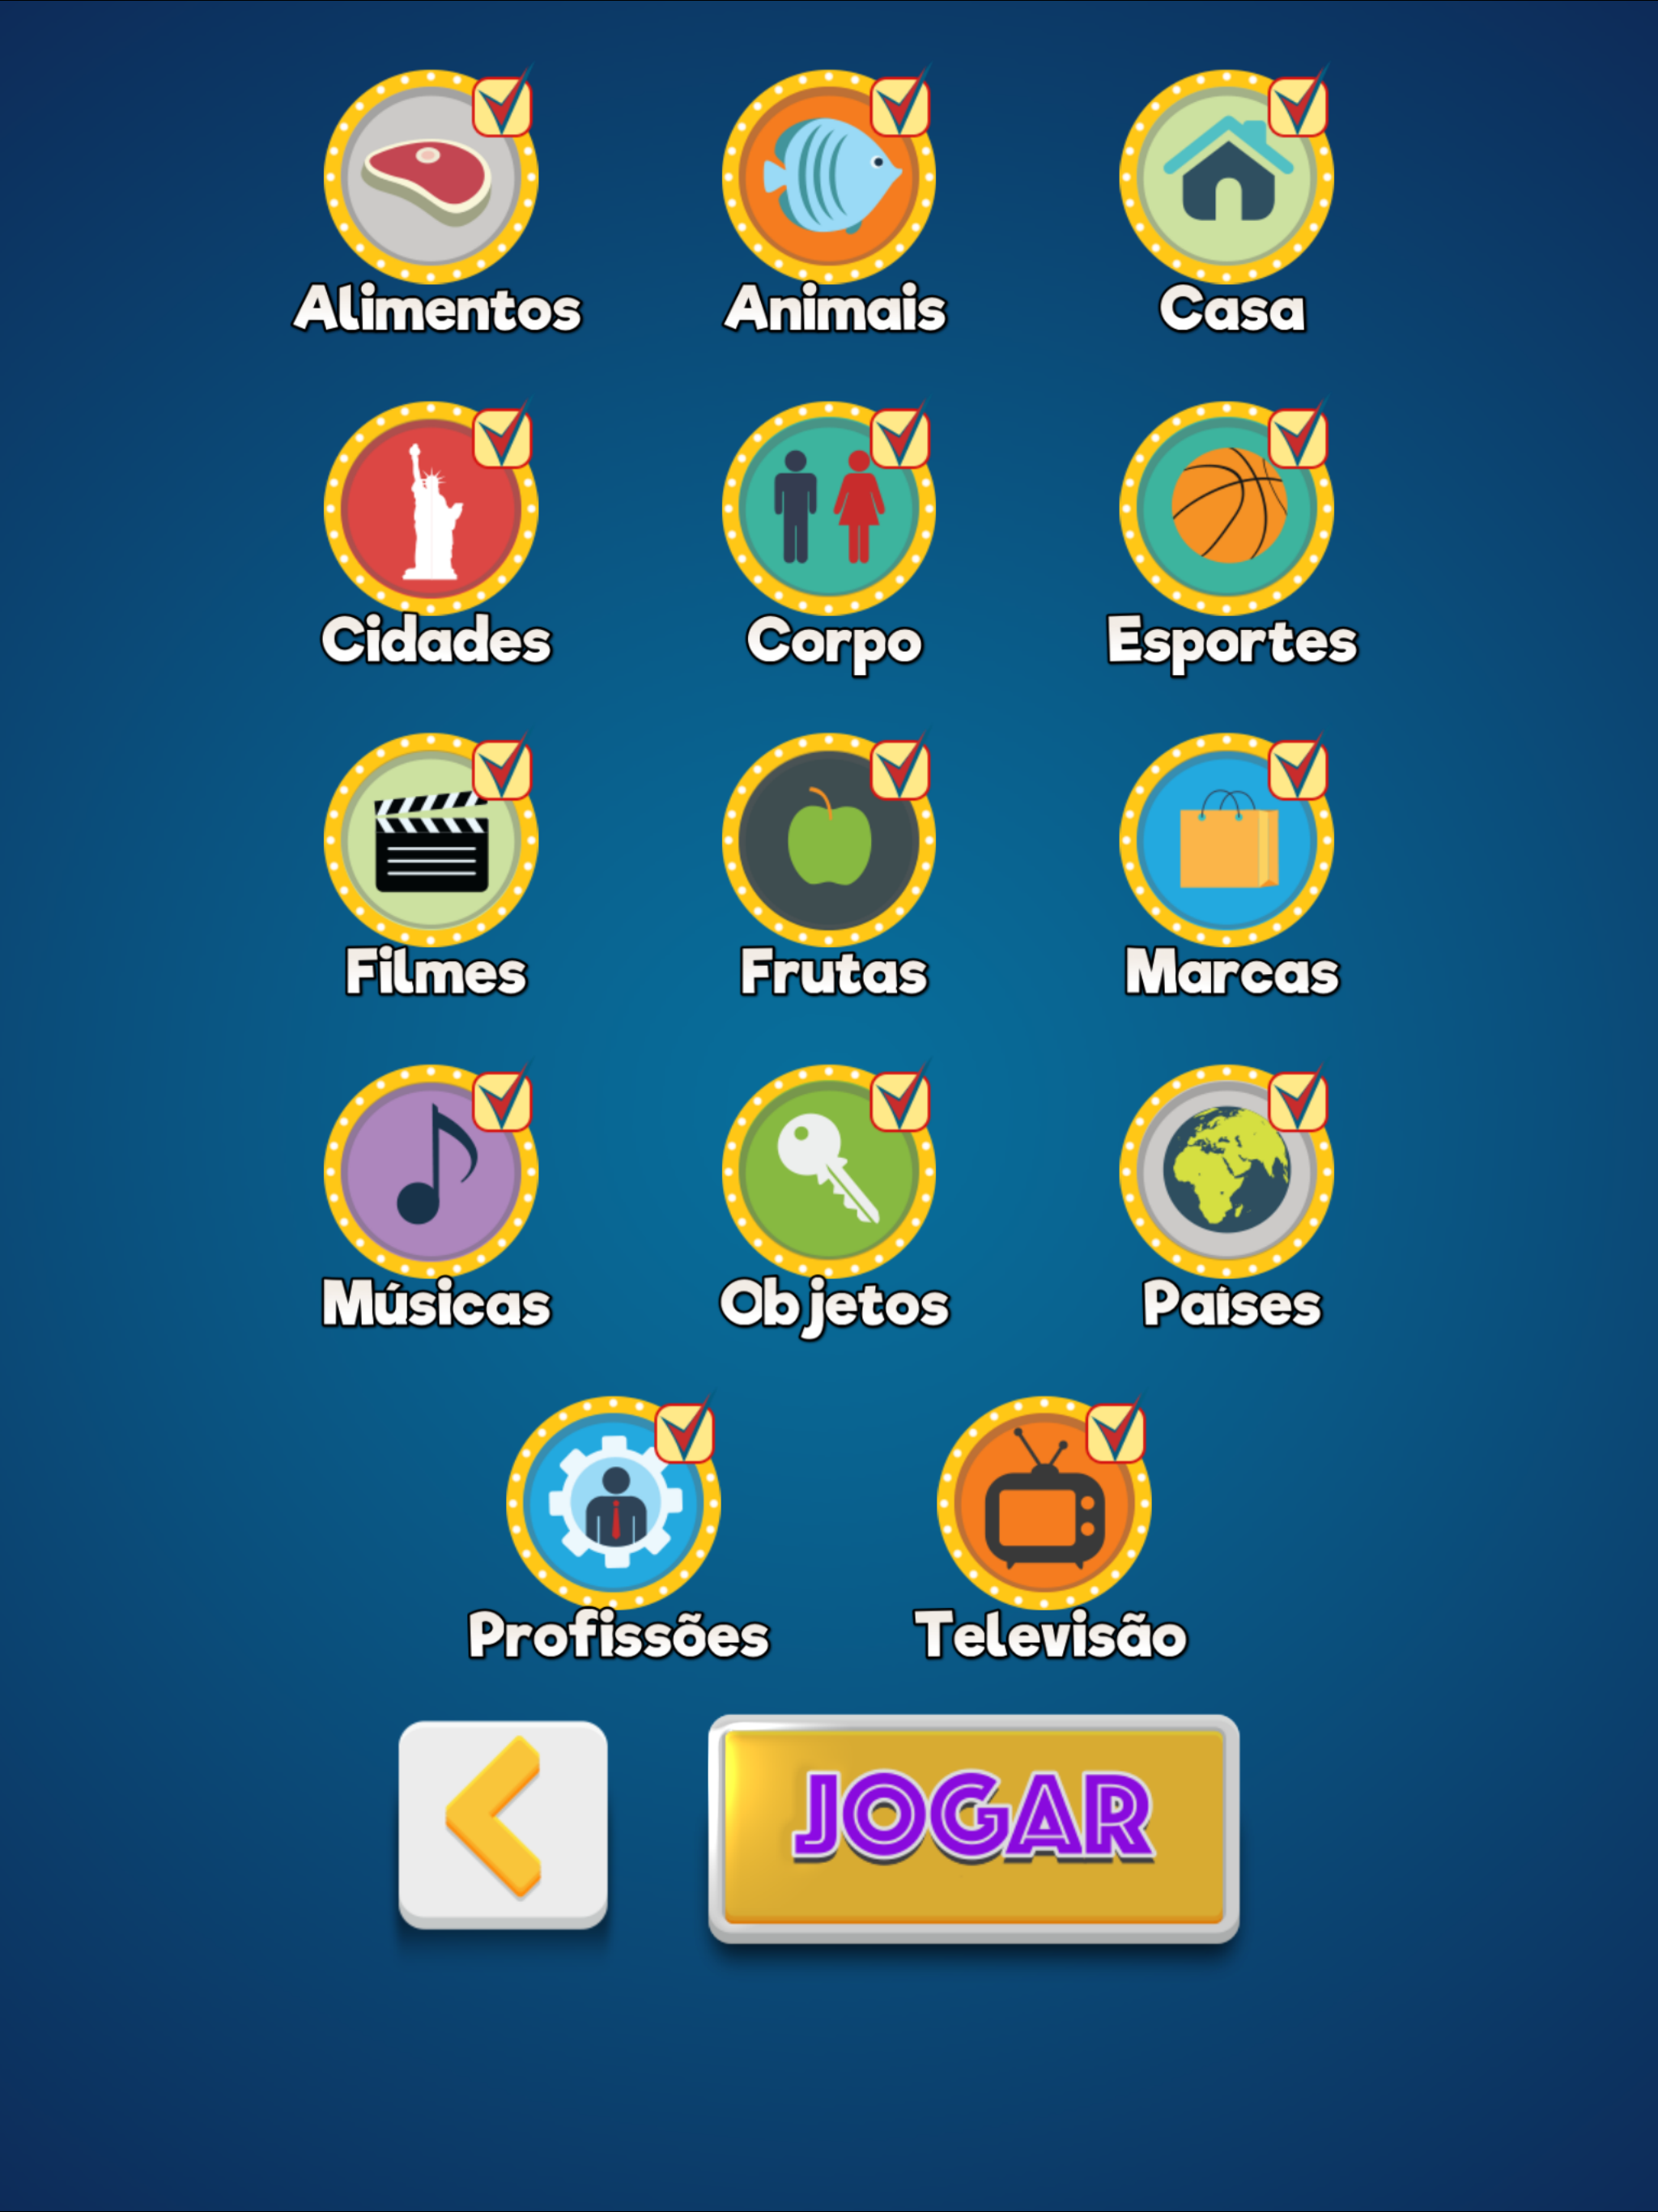 Alimentos Animais Casa
Cidades Corpo Esportes
Filmes Frutas Marcas
Músicas Objetos Países
Profissões Televisão
JOGAR